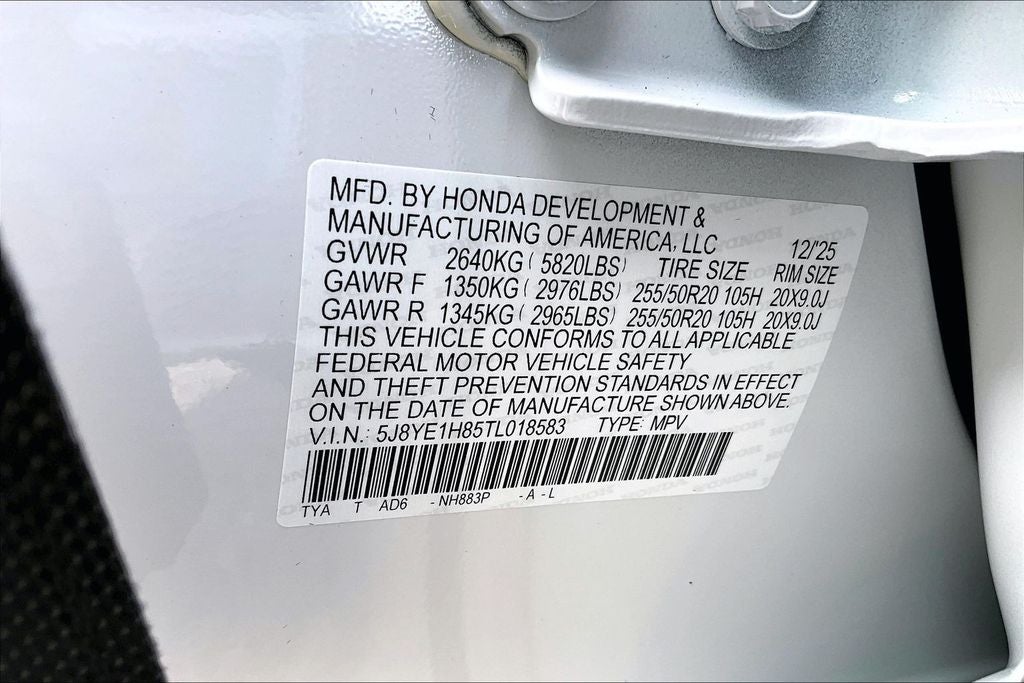 MFD. BY HONDA DEVELOPMENT &
MANUFACTURING OF AMERICA, LLC 12/'25
GVWR 2640KG ( 5820LBS) TIRE SIZE RIM SIZE
GAWR F 1350KG ( 2976LBS) 255/50R20 105H 20X9.0J
GAWR R 1345KG ( 2965LBS) 255/50R20 105H 20X9.0J
THIS VEHICLE CONFORMS TO ALL APPLICABLE
FEDERAL MOTOR VEHICLE SAFETY
AND THEFT PREVENTION STANDARDS IN EFFECT
ON THE DATE OF MANUFACTURE SHOWN ABOVE.
V.I.N.: 5J8YE1H85TL018583 TYPE: MPV
TYA T AD6 -NH883P -A-L